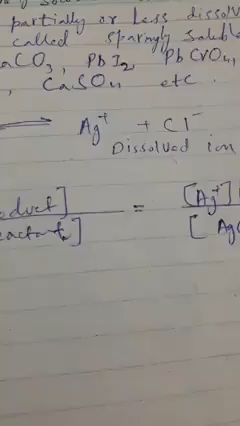 partially or less dissolv
called sparingly soluble
aCO3, PbI2, PbCrO4,
, CaSO4 etc.
⇌ Ag+ + Cl-
Dissolved ion
oduct] = [Ag+]
eactant] [Ag